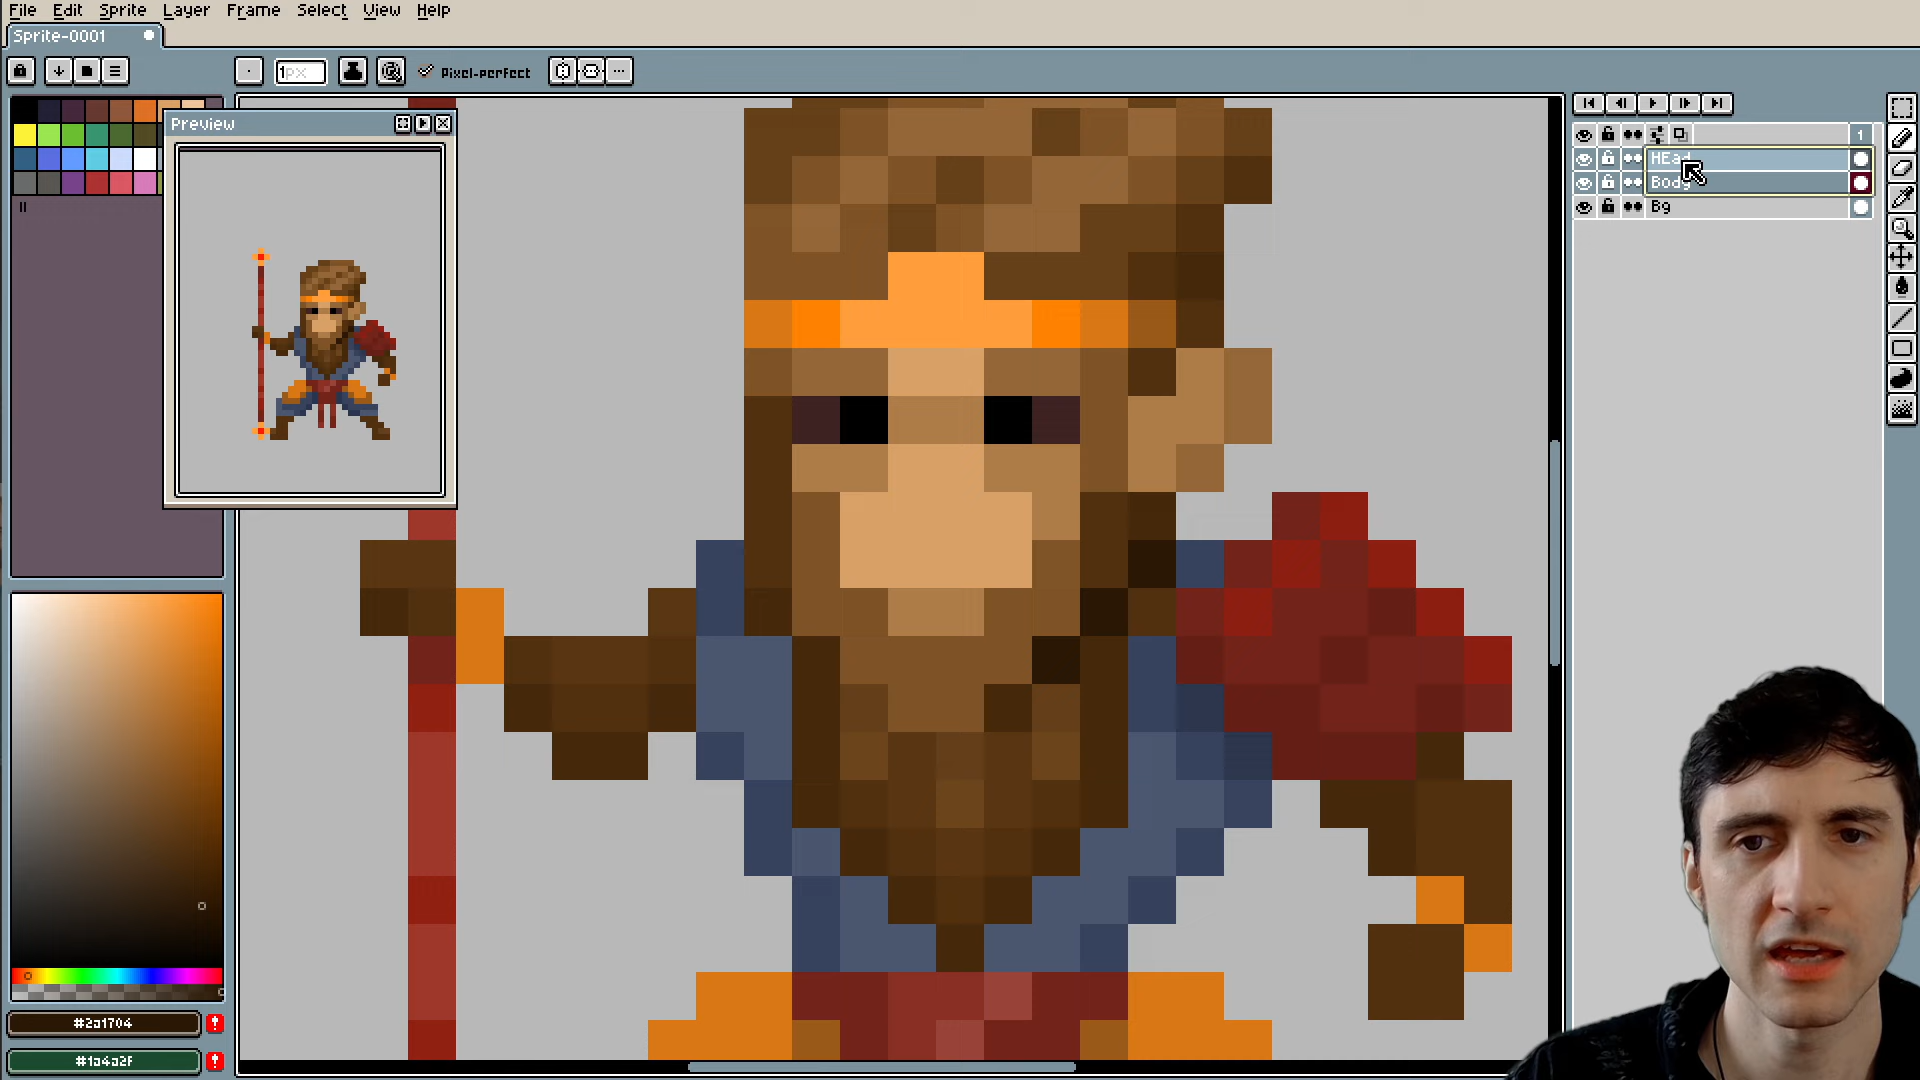 File Edit Sprite Layer Frame Select View Help
Sprite-0001
1px Pixel-perfect
Preview
1
HEad
Body
Bg
#2a1704
#1a4a2f